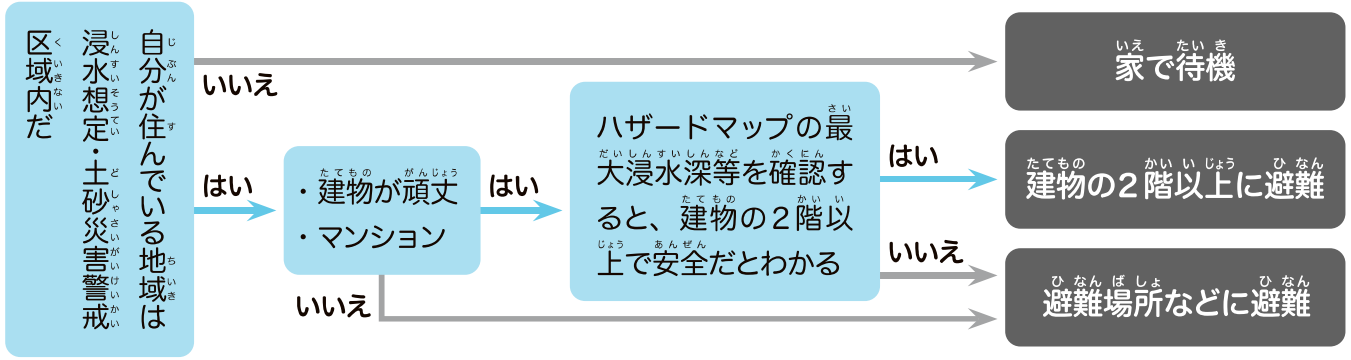 自分が住んでいる地域は
浸水想定・土砂災害警戒
区域内だ
いいえ
はい
・建物が頑丈
・マンション
はい
いいえ
ハザードマップの最
大浸水深等を確認す
ると、建物の2階以
上で安全だとわかる
はい
いいえ
家で待機
建物の2階以上に避難
避難場所などに避難